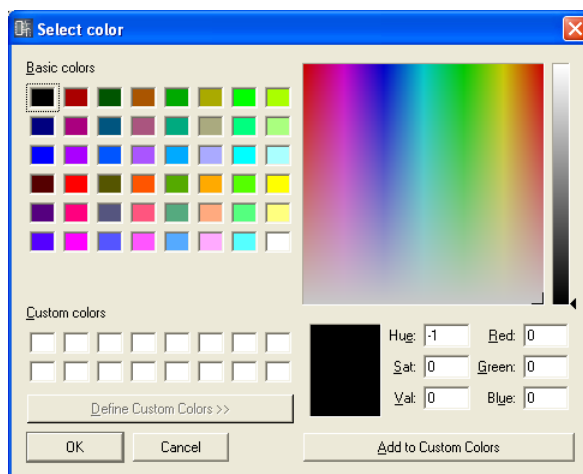 Select color
Basic colors
Custom colors
Define Custom Colors >>
OK Cancel
Hue: -1 Red: 0
Sat: 0 Green: 0
Val: 0 Blue: 0
Add to Custom Colors